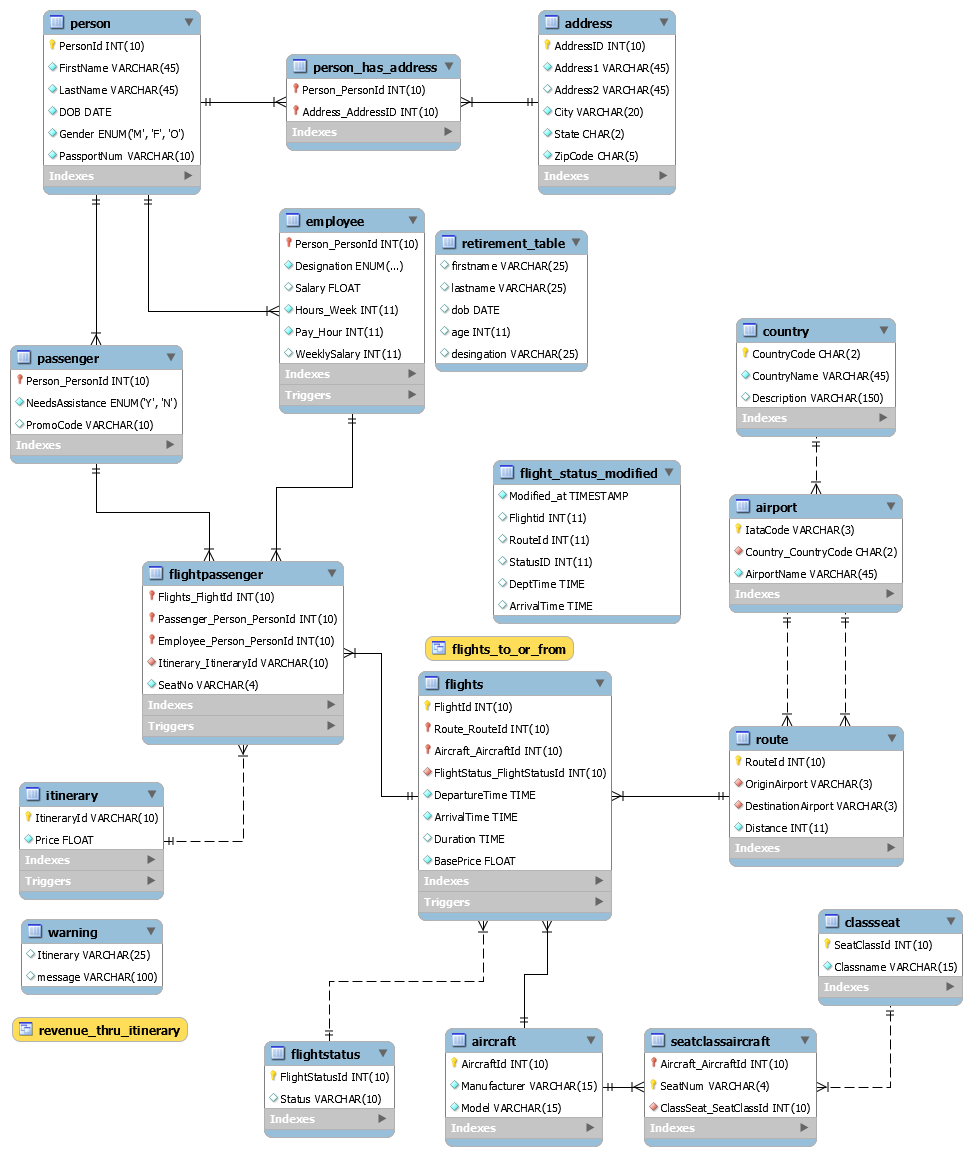 person
PersonId INT(10)
FirstName VARCHAR(45)
LastName VARCHAR(45)
DOB DATE
Gender ENUM('M', 'F', 'O')
PassportNum VARCHAR(10)
Indexes
person_has_address
Person_PersonId INT(10)
Address_AddressID INT(10)
Indexes
address
AddressID INT(10)
Address1 VARCHAR(45)
Address2 VARCHAR(45)
City VARCHAR(20)
State CHAR(2)
ZipCode CHAR(5)
Indexes
employee
Person_PersonId INT(10)
Designation ENUM(...)
Salary FLOAT
Hours_Week INT(11)
Pay_Hour INT(11)
WeeklySalary INT(11)
Indexes
Triggers
retirement_table
firstname VARCHAR(25)
lastname VARCHAR(25)
dob DATE
age INT(11)
desingation VARCHAR(25)
passenger
Person_PersonId INT(10)
NeedsAssistance ENUM('Y', 'N')
PromoCode VARCHAR(10)
Indexes
country
CountryCode CHAR(2)
CountryName VARCHAR(45)
Description VARCHAR(150)
Indexes
flight_status_modified
Modified_at TIMESTAMP
Flightid INT(11)
RouteId INT(11)
StatusID INT(11)
DeptTime TIME
ArrivalTime TIME
airport
IataCode VARCHAR(3)
Country_CountryCode CHAR(2)
AirportName VARCHAR(45)
Indexes
flightpassenger
Flights_FlightId INT(10)
Passenger_Person_PersonId INT(10)
Employee_Person_PersonId INT(10)
Itinerary_ItineraryId VARCHAR(10)
SeatNo VARCHAR(4)
Indexes
Triggers
flights_to_or_from
flights
FlightId INT(10)
Route_RouteId INT(10)
Aircraft_AircraftId INT(10)
FlightStatus_FlightStatusId INT(10)
DepartureTime TIME
ArrivalTime TIME
Duration TIME
BasePrice FLOAT
Indexes
Triggers
route
RouteId INT(10)
OriginAirport VARCHAR(3)
DestinationAirport VARCHAR(3)
Distance INT(11)
Indexes
itinerary
ItineraryId VARCHAR(10)
Price FLOAT
Indexes
Triggers
warning
Itinerary VARCHAR(25)
message VARCHAR(100)
revenue_thru_itinerary
classseat
SeatClassId INT(10)
Classname VARCHAR(15)
Indexes
flightstatus
FlightStatusId INT(10)
Status VARCHAR(10)
Indexes
aircraft
AircraftId INT(10)
Manufacturer VARCHAR(15)
Model VARCHAR(15)
Indexes
seatclassaircraft
Aircraft_AircraftId INT(10)
SeatNum VARCHAR(4)
ClassSeat_SeatClassId INT(10)
Indexes